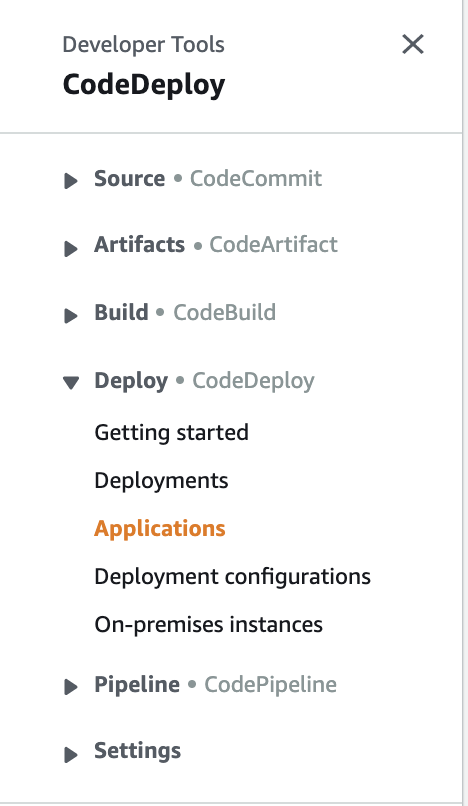 Developer Tools
CodeDeploy
Source • CodeCommit
Artifacts • CodeArtifact
Build • CodeBuild
Deploy • CodeDeploy
Getting started
Deployments
Applications
Deployment configurations
On-premises instances
Pipeline • CodePipeline
Settings